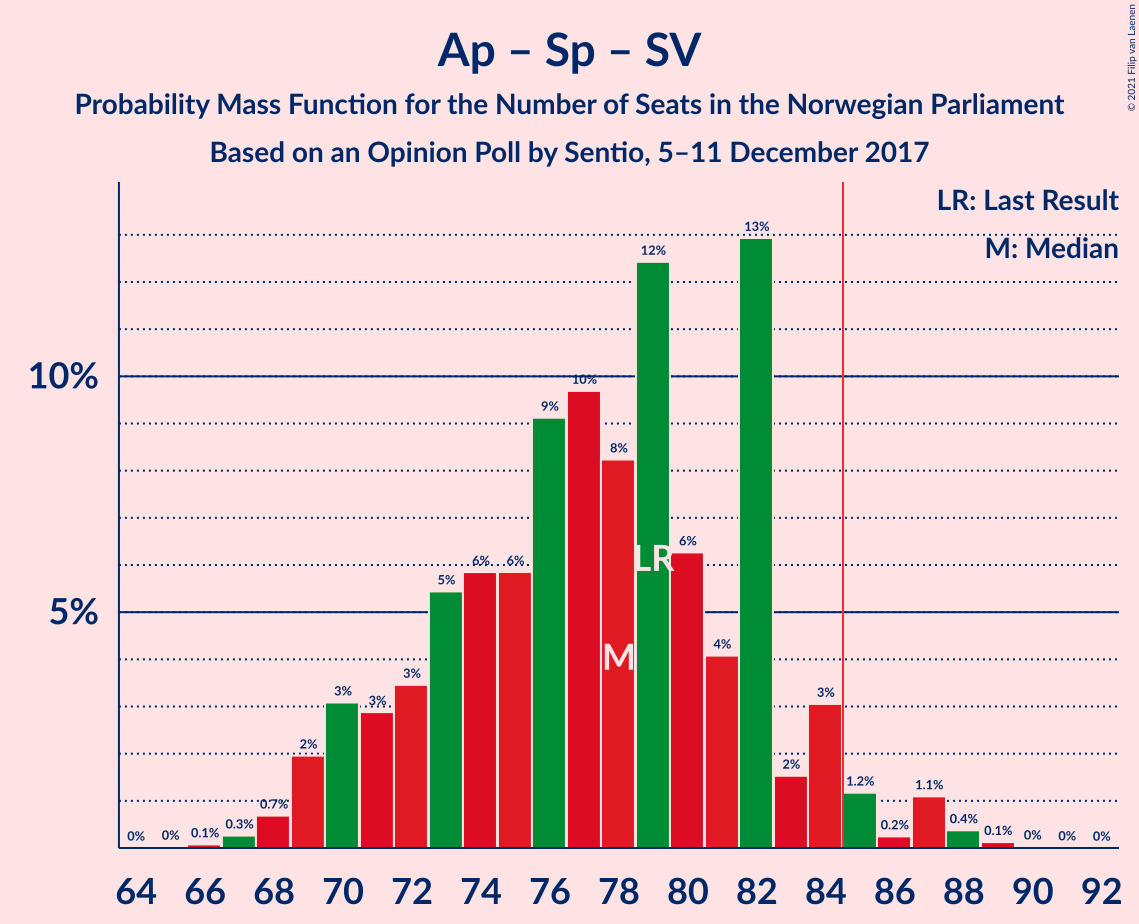 Ap – Sp – SV
Probability Mass Function for the Number of Seats in the Norwegian Parliament
Based on an Opinion Poll by Sentio, 5–11 December 2017
© 2021 Filip van Laenen
LR: Last Result
M: Median
10%
5%
0% 0% 0.1% 0.3% 0.7% 2% 3% 3% 3% 5% 6% 6% 9% 10% 8% 12% 6% 4% 13% 2% 3% 1.2% 0.2% 1.1% 0.4% 0.1% 0% 0% 0%
LR
M
64 66 68 70 72 74 76 78 80 82 84 86 88 90 92